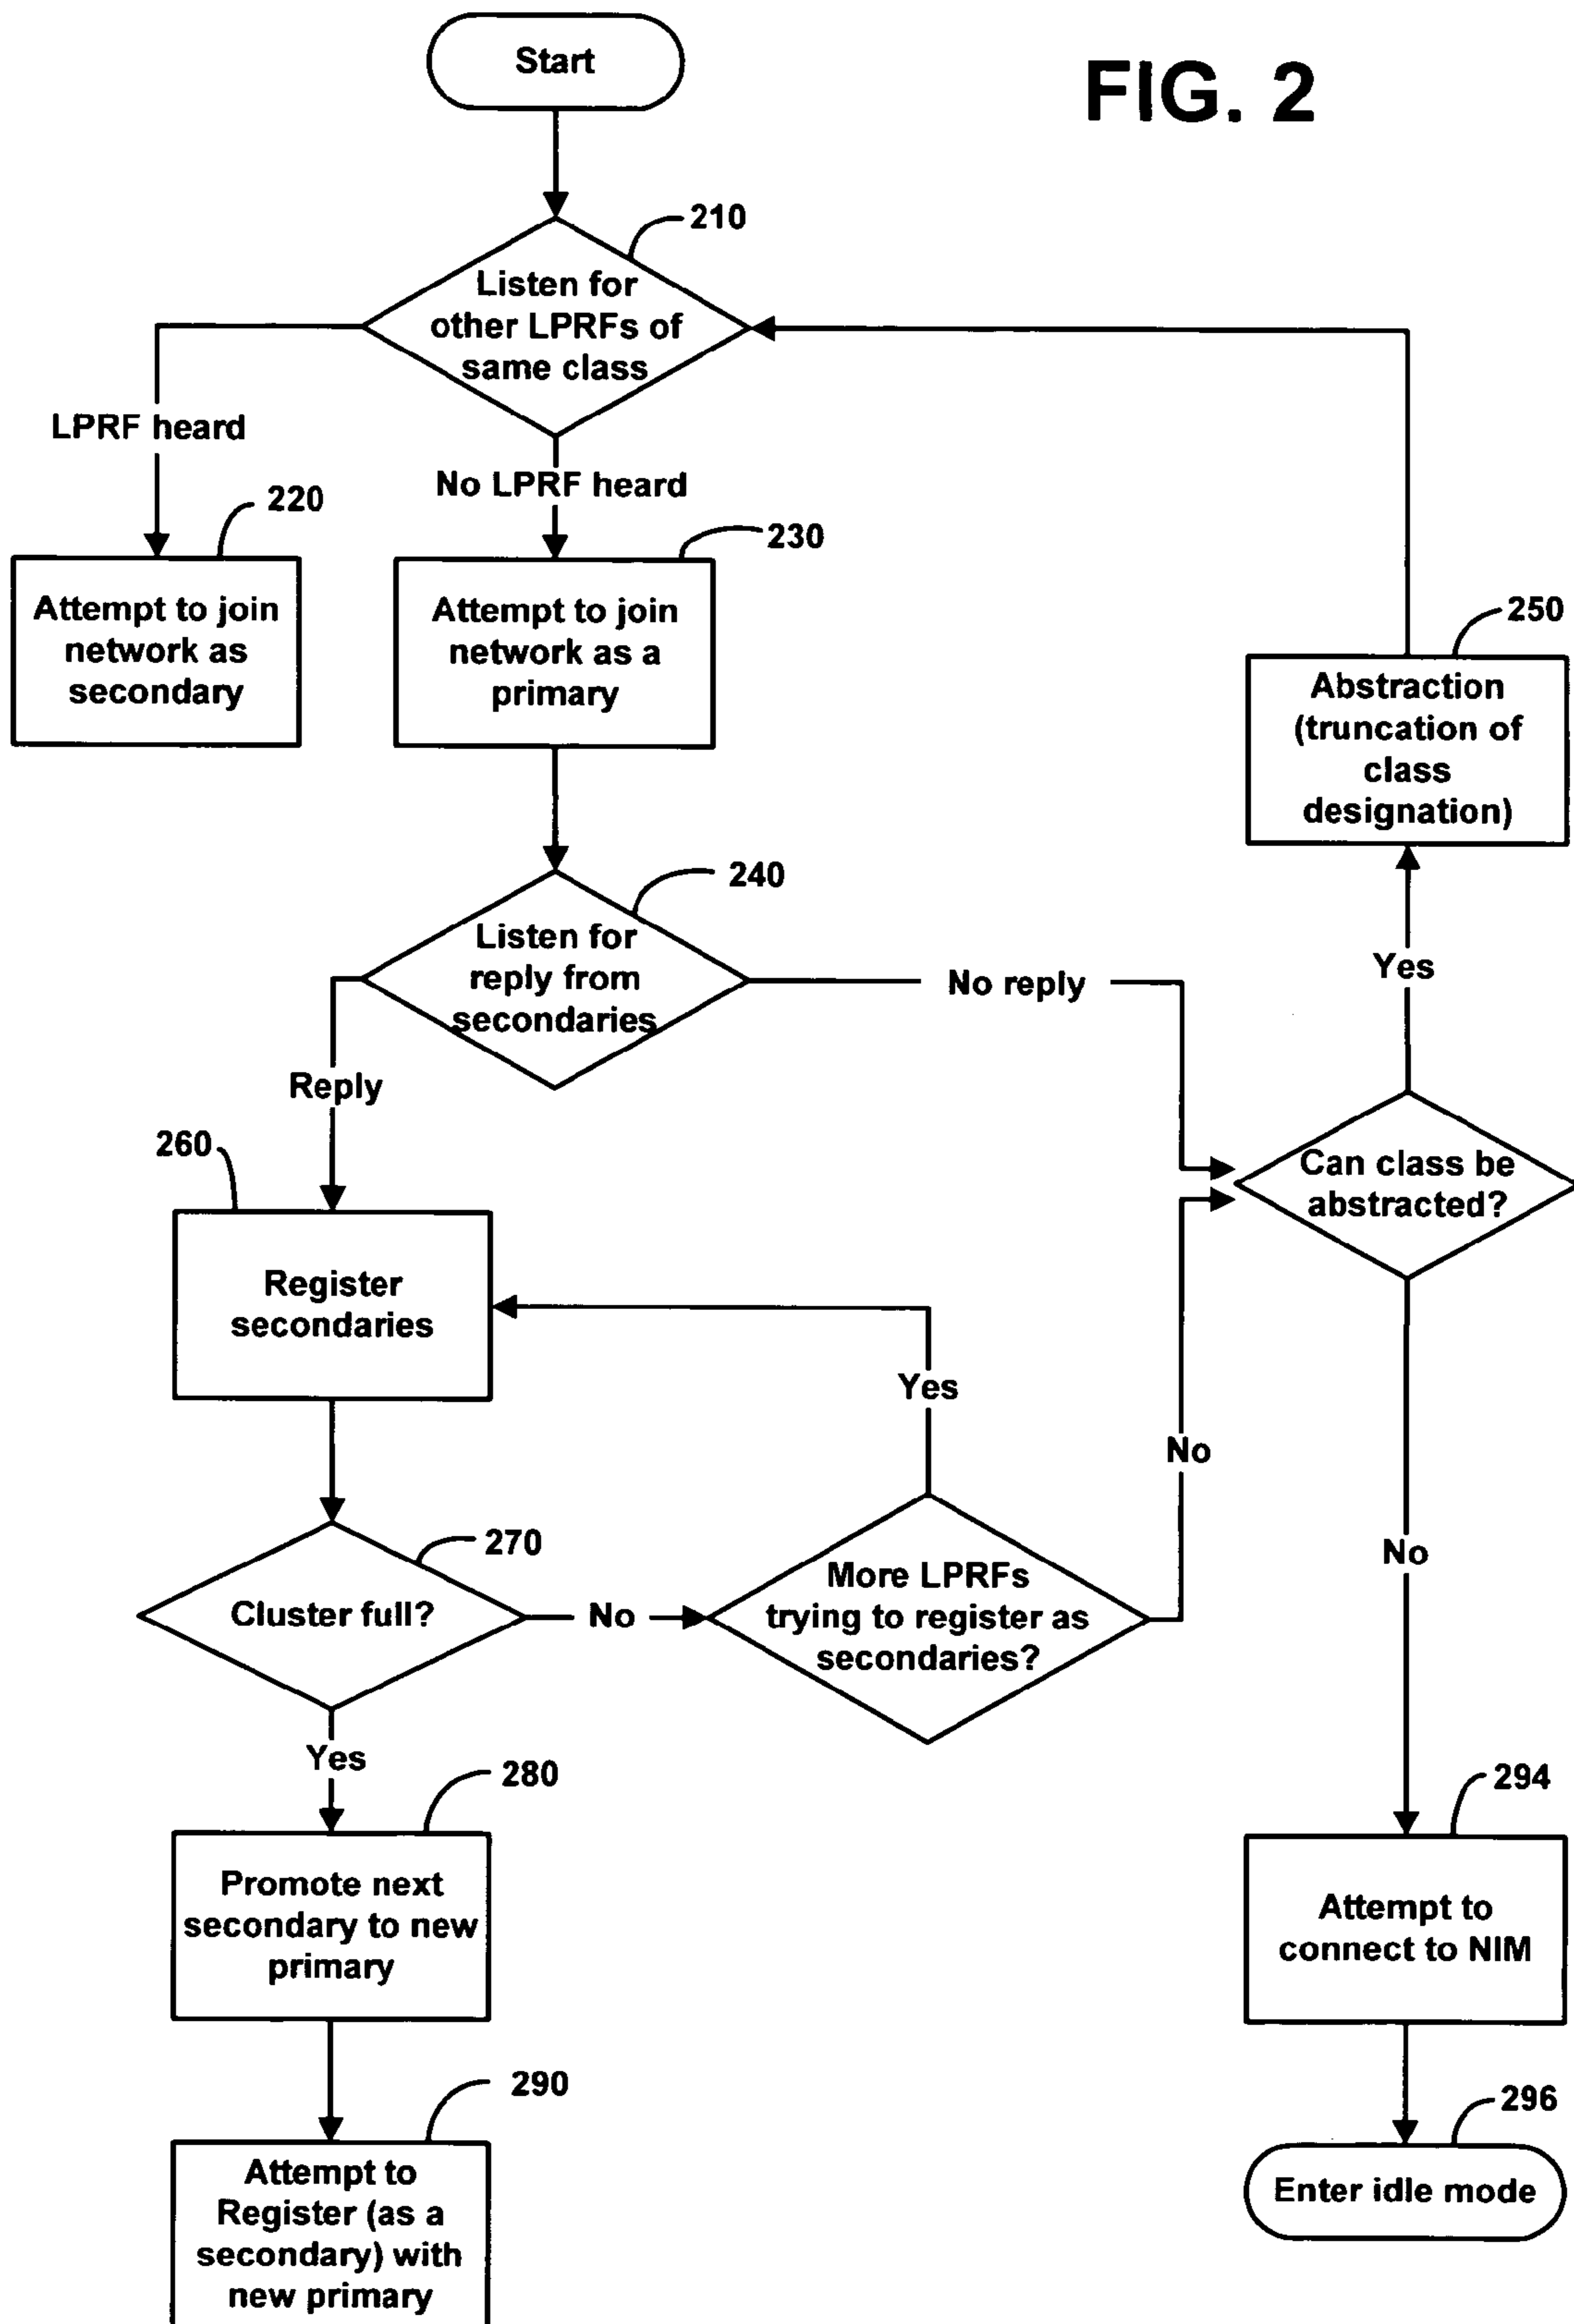 Start
FIG. 2
210
Listen for
other LPRFs of
same class
LPRF heard
No LPRF heard
220
230
Attempt to join
network as
secondary
Attempt to join
network as a
primary
250
Abstraction
(truncation of
class
designation)
240
Listen for
reply from
secondaries
No reply
Yes
Reply
260
Can class be
abstracted?
Register
secondaries
Yes
No
270
Cluster full?
No
More LPRFs
trying to register as
secondaries?
No
Yes
280
294
Promote next
secondary to new
primary
Attempt to
connect to NIM
290
296
Attempt to
Register (as a
secondary) with
new primary
Enter idle mode